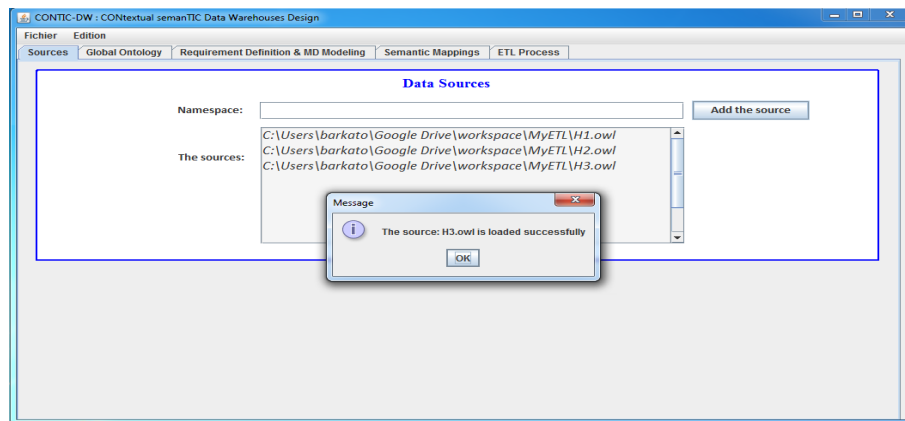 CONTIC-DW : CONtextual semanTIC Data Warehouses Design
Fichier Edition
Sources Global Ontology Requirement Definition & MD Modeling Semantic Mappings ETL Process
Data Sources
Namespace: Add the source
The sources:
C:\Users\barkato\Google Drive\workspace\MyETL\H1.owl
C:\Users\barkato\Google Drive\workspace\MyETL\H2.owl
C:\Users\barkato\Google Drive\workspace\MyETL\H3.owl
Message
The source: H3.owl is loaded successfully
OK